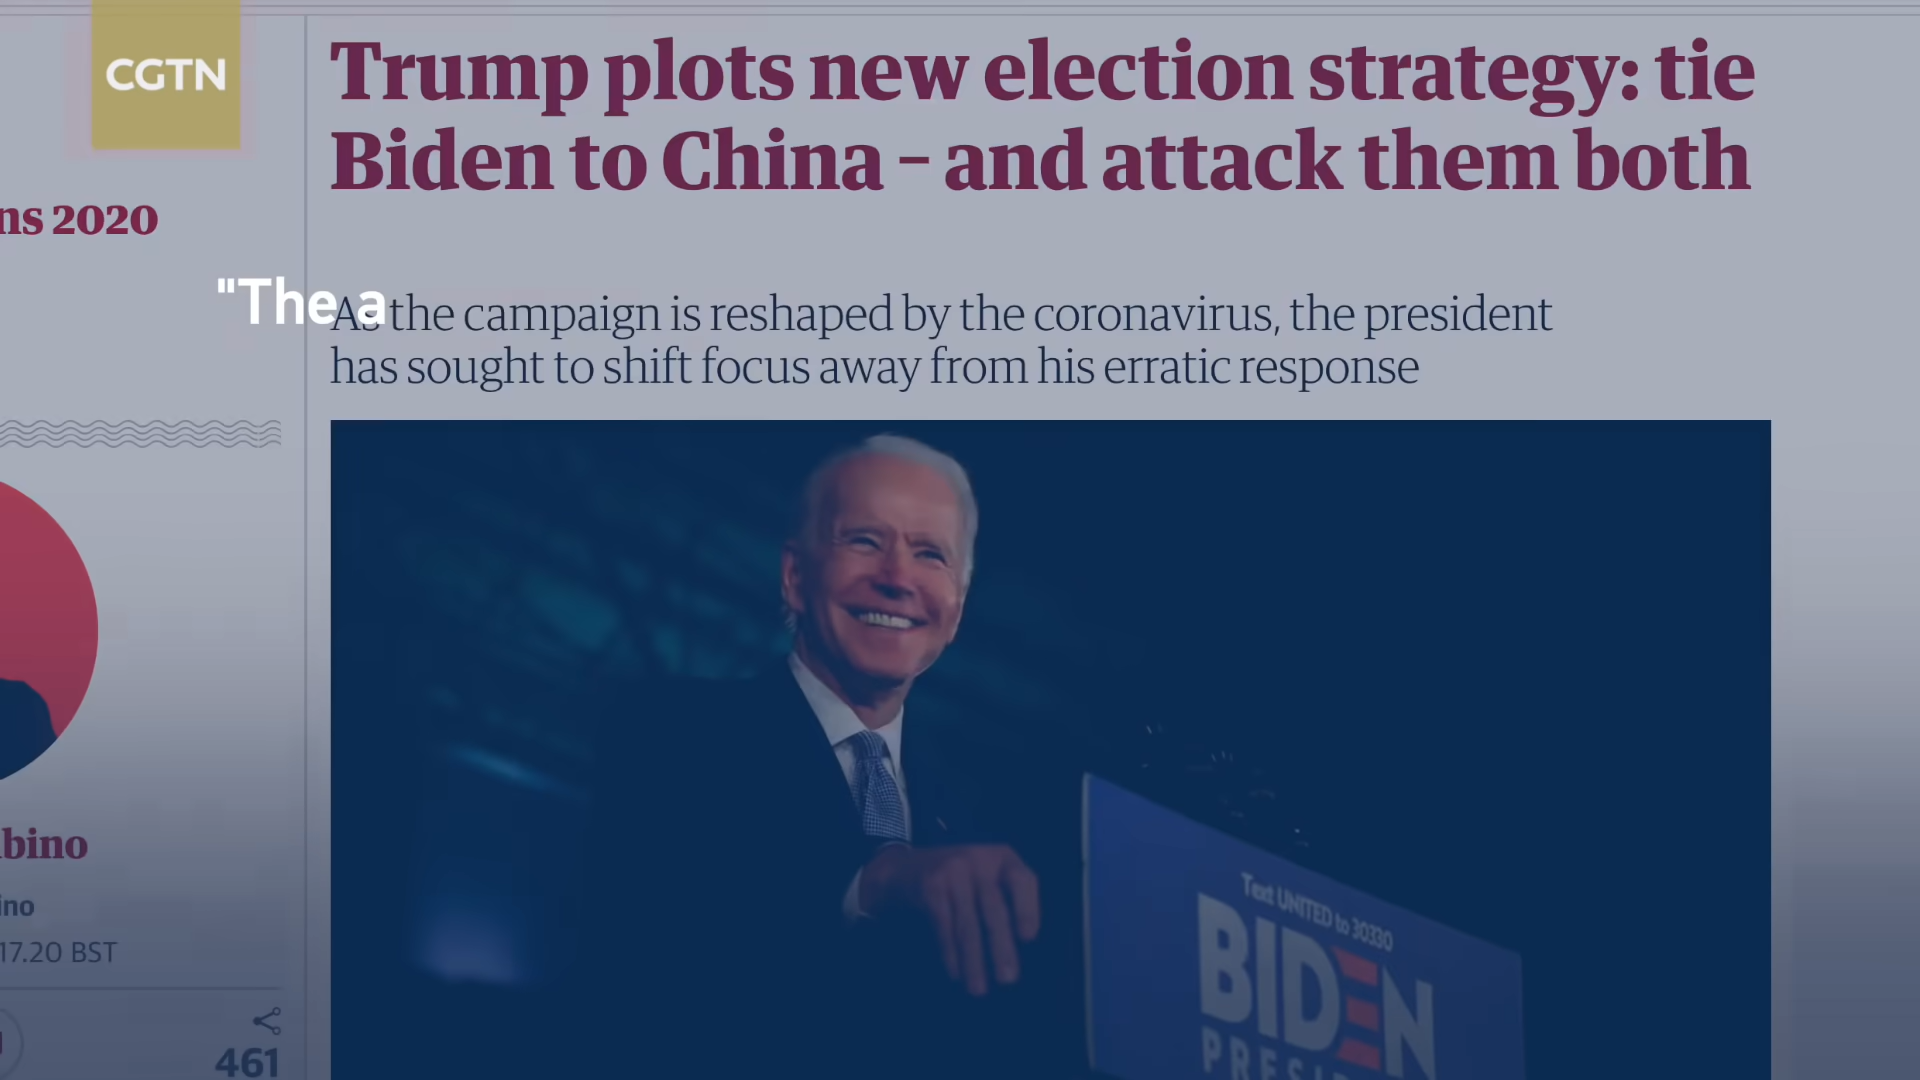 CGTN
Trump plots new election strategy: tie
Biden to China – and attack them both
ns 2020
"The a
As the campaign is reshaped by the coronavirus, the president
has sought to shift focus away from his erratic response
bino
ino
17.20 BST
461
Text UNITED to 30330
BIDEN
PRESI